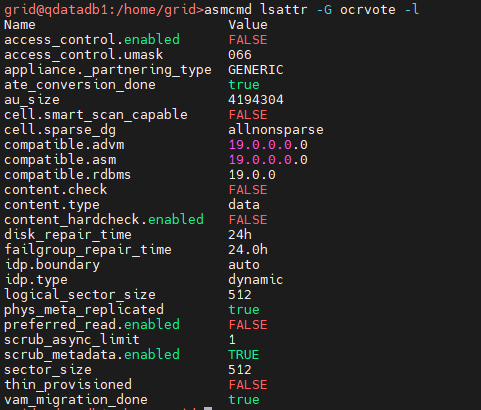 grid@qdatadb1:/home/grid>asmcmd lsattr -G ocrvote -l
Name                     Value
access_control.enabled   FALSE
access_control.umask     066
appliance._partnering_type  GENERIC
ate_conversion_done      true
au_size                  4194304
cell.smart_scan_capable  FALSE
cell.sparse_dg           allnonsparse
compatible.advm          19.0.0.0.0
compatible.asm           19.0.0.0.0
compatible.rdbms         19.0.0
content.check            FALSE
content.type             data
content_hardcheck.enabled  FALSE
disk_repair_time         24h
failgroup_repair_time    24.0h
idp.boundary             auto
idp.type                 dynamic
logical_sector_size      512
phys_meta_replicated     true
preferred_read.enabled   FALSE
scrub_async_limit        1
scrub_metadata.enabled   TRUE
sector_size              512
thin_provisioned         FALSE
vam_migration_done       true